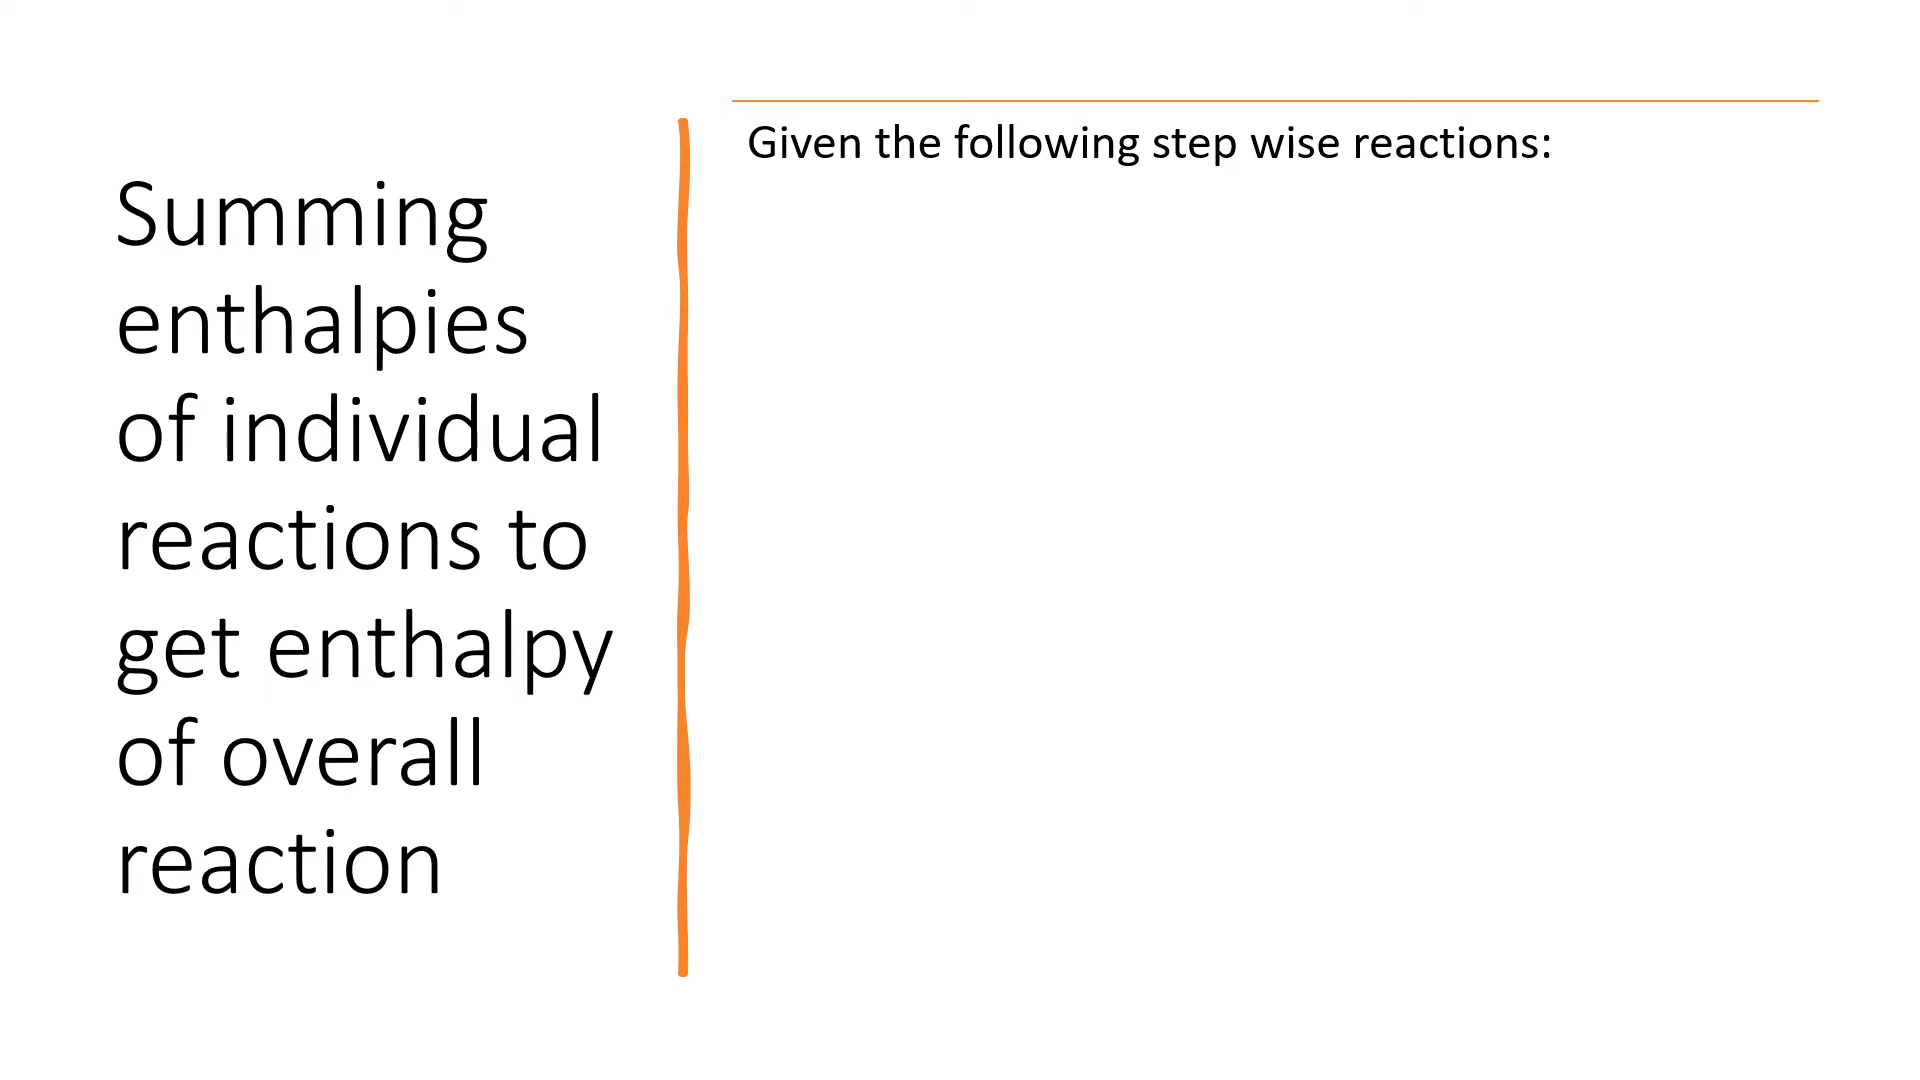 Summing
enthalpies
of individual
reactions to
get enthalpy
of overall
reaction
Given the following step wise reactions: